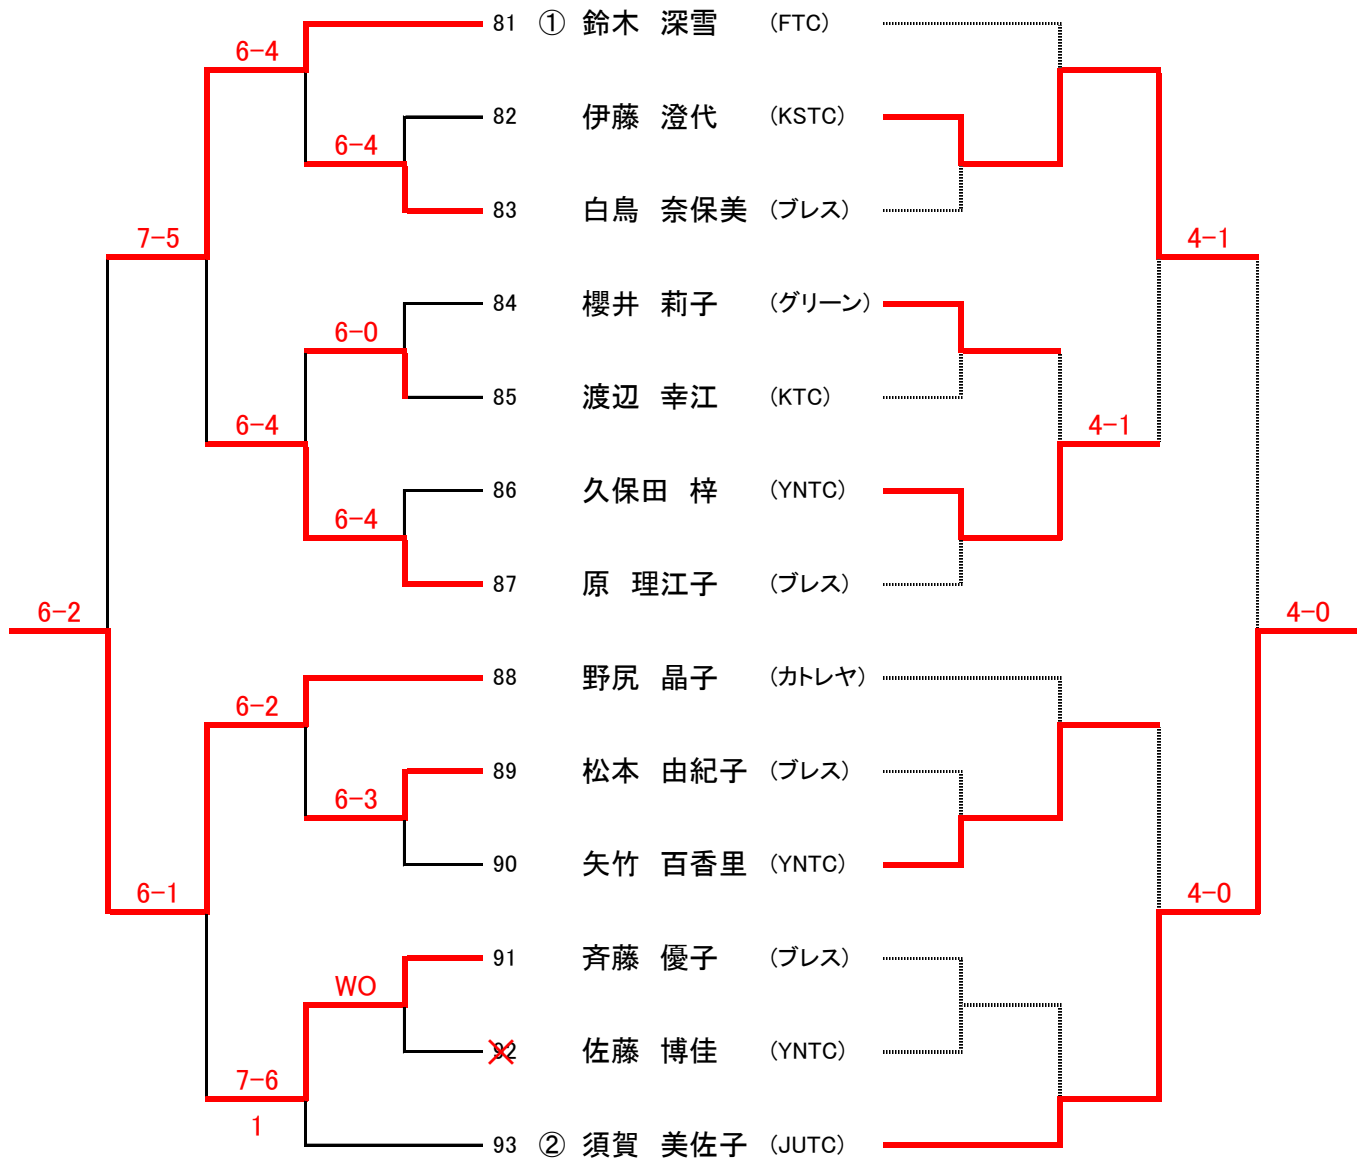 81 ① 鈴木 深雪 (FTC)
6-4
82 伊藤 澄代 (KSTC)
6-4
83 白鳥 奈保美 (ブレス)
7-5 4-1
84 櫻井 莉子 (グリーン)
6-0
85 渡辺 幸江 (KTC)
6-4 4-1
86 久保田 梓 (YNTC)
6-4
87 原 理江子 (ブレス)
6-2 4-0
88 野尻 晶子 (カトレヤ)
6-2
89 松本 由紀子 (ブレス)
6-3
90 矢竹 百香里 (YNTC)
6-1 4-0
91 斉藤 優子 (ブレス)
WO
92 佐藤 博佳 (YNTC)
7-6
1
93 ② 須賀 美佐子 (JUTC)